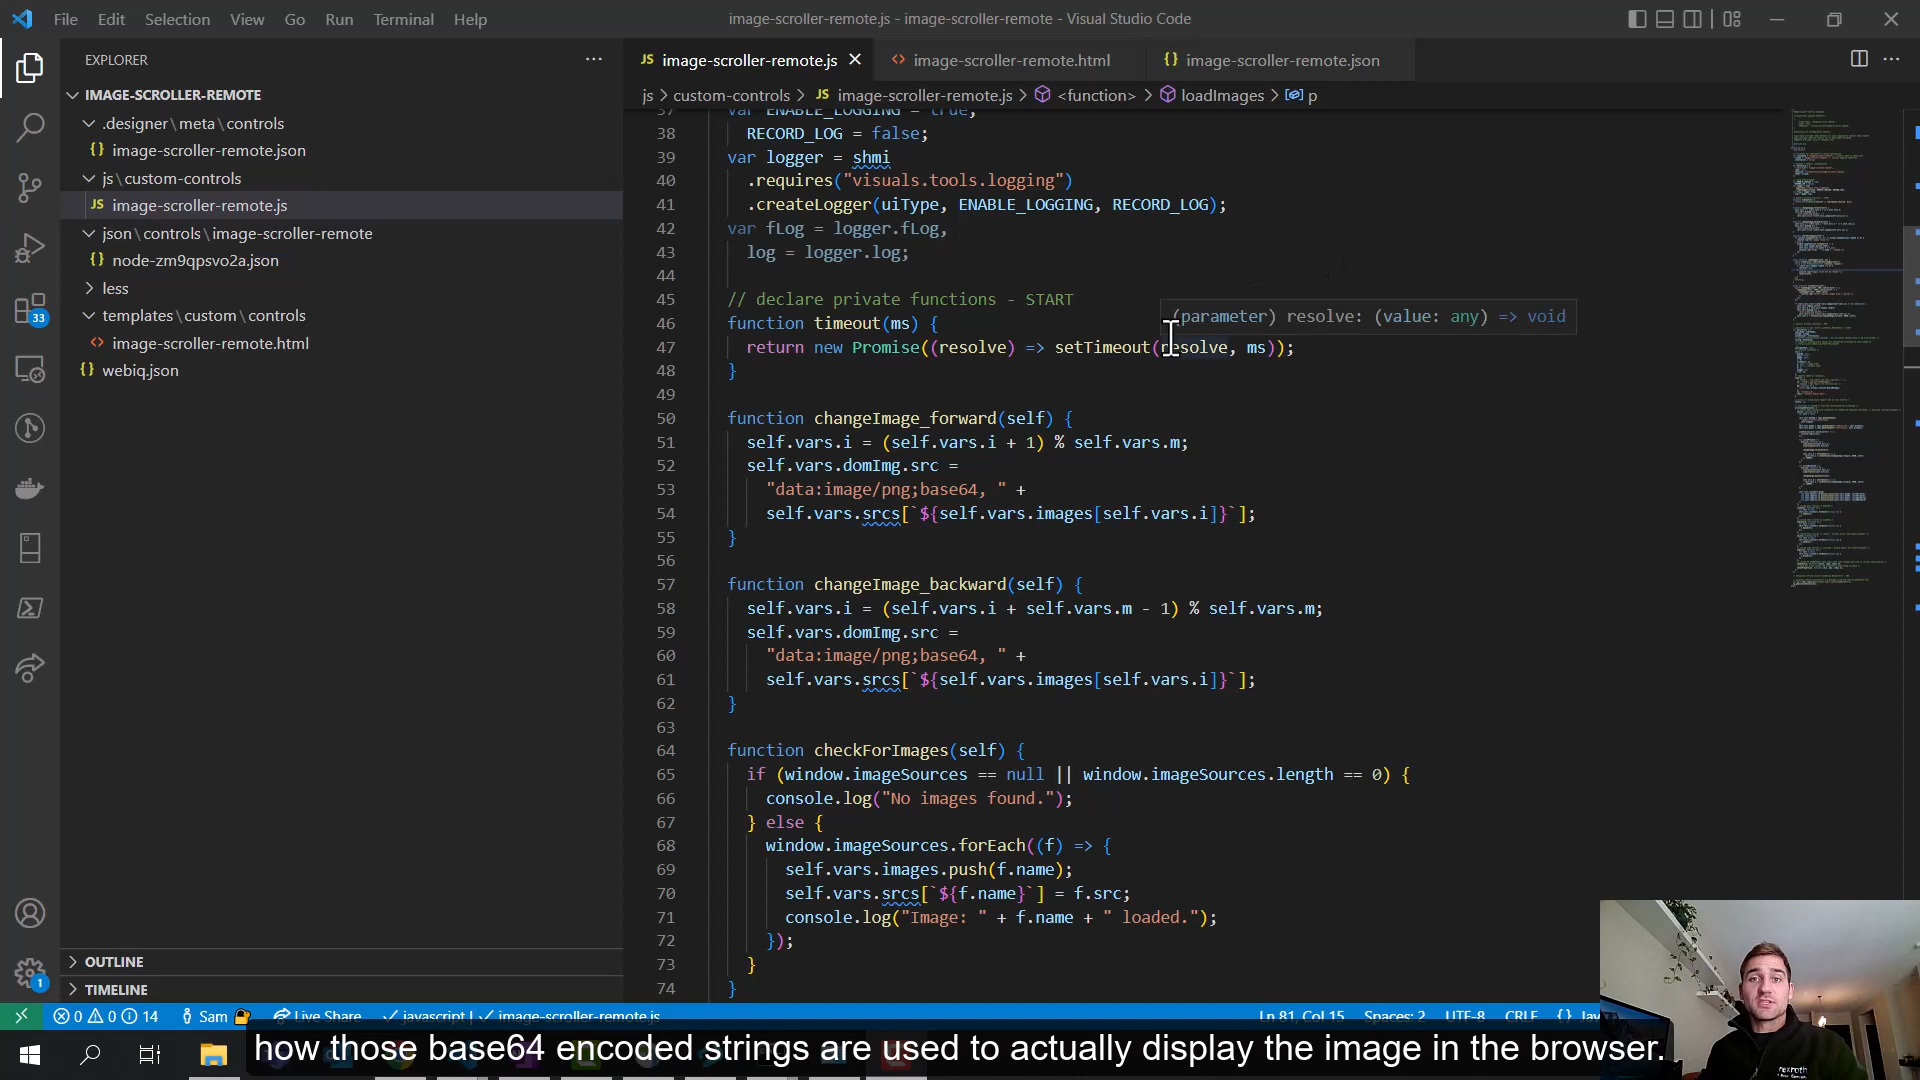 File Edit Selection View Go Run Terminal Help
image-scroller-remote.js - image-scroller-remote - Visual Studio Code
EXPLORER
IMAGE-SCROLLER-REMOTE
.designer\meta\controls
{} image-scroller-remote.json
js\custom-controls
JS image-scroller-remote.js
json\controls\image-scroller-remote
{} node-zm9qpsvo2a.json
less
templates\custom\controls
<> image-scroller-remote.html
{} webiq.json
OUTLINE
TIMELINE
33
1
JS image-scroller-remote.js
<> image-scroller-remote.html
{} image-scroller-remote.json
js > custom-controls > JS image-scroller-remote.js > <function> > loadImages > p
37 var ENABLE_LOGGING = true,
38 RECORD_LOG = false;
39 var logger = shmi
40 .requires("visuals.tools.logging")
41 .createLogger(uiType, ENABLE_LOGGING, RECORD_LOG);
42 var fLog = logger.fLog,
43 log = logger.log;
44
45 // declare private functions - START
46 function timeout(ms) {
(parameter) resolve: (value: any) => void
47 return new Promise((resolve) => setTimeout(resolve, ms));
48 }
49
50 function changeImage_forward(self) {
51 self.vars.i = (self.vars.i + 1) % self.vars.m;
52 self.vars.domImg.src =
53 "data:image/png;base64, " +
54 self.vars.srcs[`${self.vars.images[self.vars.i]}`];
55 }
56
57 function changeImage_backward(self) {
58 self.vars.i = (self.vars.i + self.vars.m - 1) % self.vars.m;
59 self.vars.domImg.src =
60 "data:image/png;base64, " +
61 self.vars.srcs[`${self.vars.images[self.vars.i]}`];
62 }
63
64 function checkForImages(self) {
65 if (window.imageSources == null || window.imageSources.length == 0) {
66 console.log("No images found.");
67 } else {
68 window.imageSources.forEach((f) => {
69 self.vars.images.push(f.name);
70 self.vars.srcs[`${f.name}`] = f.src;
71 console.log("Image: " + f.name + " loaded.");
72 });
73 }
74 }
0 0 14 Sam Live Share javascript | image-scroller-remote.js Ln 81, Col 15 Spaces: 2 UTF-8 CRLF {} Jav
how those base64 encoded strings are used to actually display the image in the browser.
rexroth